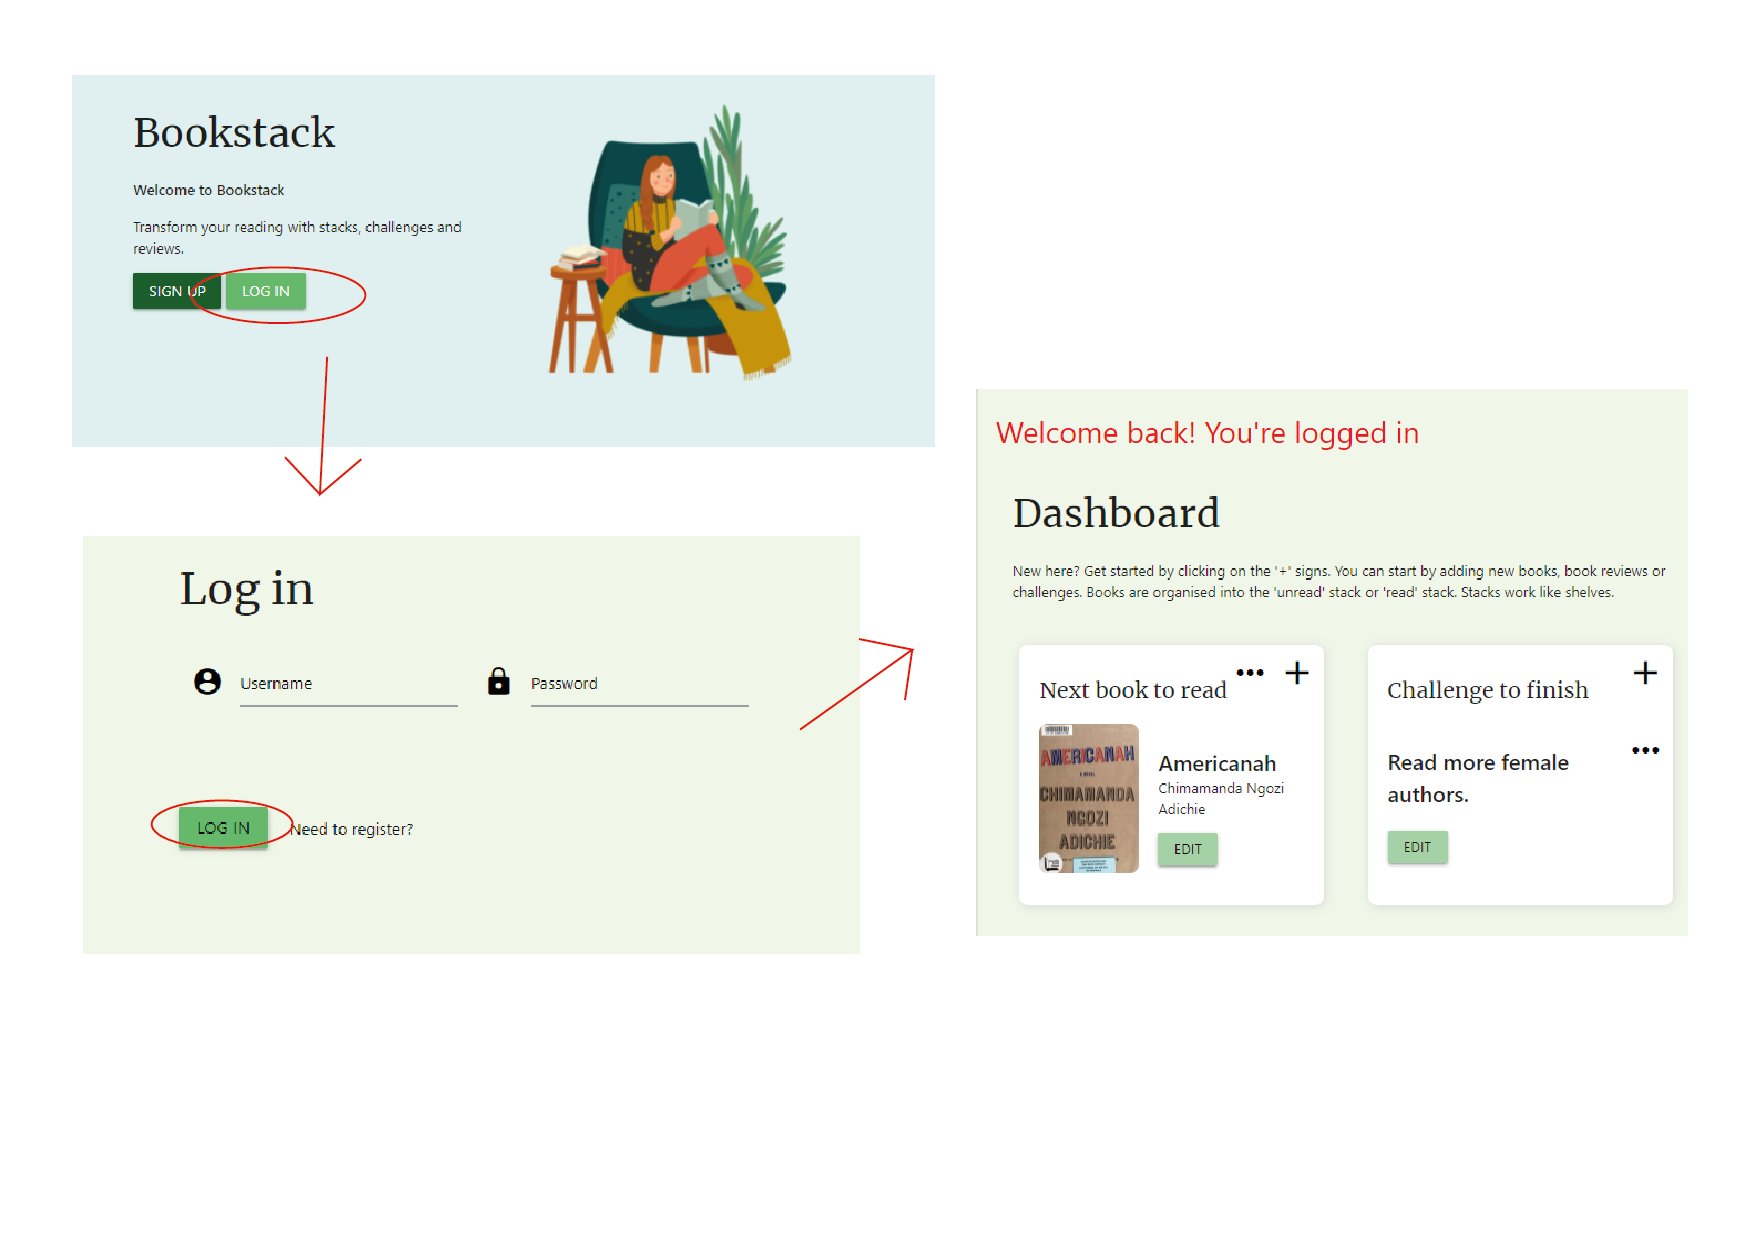 Bookstack
Welcome to Bookstack
Transform your reading with stacks, challenges and
reviews.
SIGN UP LOG IN
Log in
Username Password
LOG IN Need to register?
Welcome back! You're logged in
Dashboard
New here? Get started by clicking on the '+' signs. You can start by adding new books, book reviews or
challenges. Books are organised into the 'unread' stack or 'read' stack. Stacks work like shelves.
Next book to read
AMERICANAH
CHIMAMANDA
NGOZI
ADICHIE
Americanah
Chimamanda Ngozi
Adichie
EDIT
Challenge to finish
Read more female
authors.
EDIT